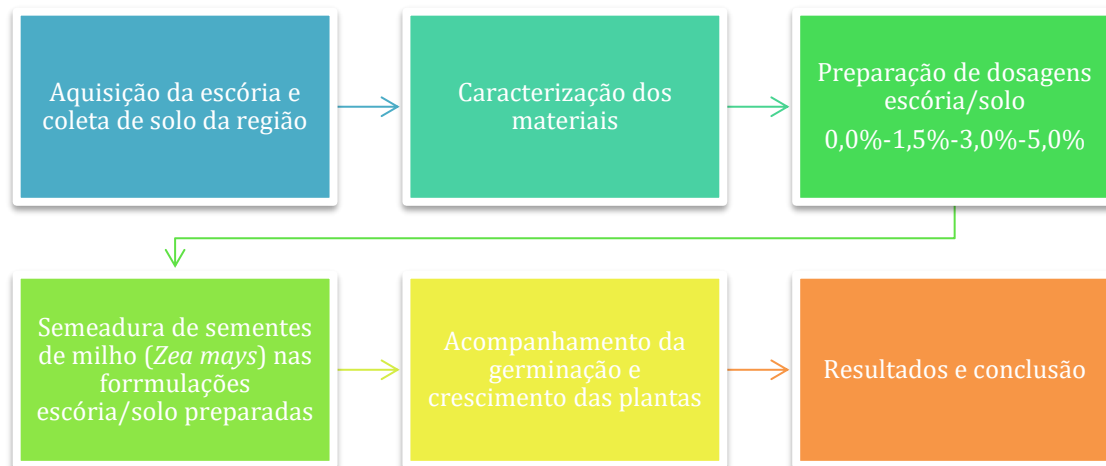 Aquisição da escória e
coleta de solo da região
Caracterização dos
materiais
Preparação de dosagens
escória/solo
0,0%-1,5%-3,0%-5,0%
Semeadura de sementes
de milho (Zea mays) nas
forrmulações
escória/solo preparadas
Acompanhamento da
germinação e
crescimento das plantas
Resultados e conclusão